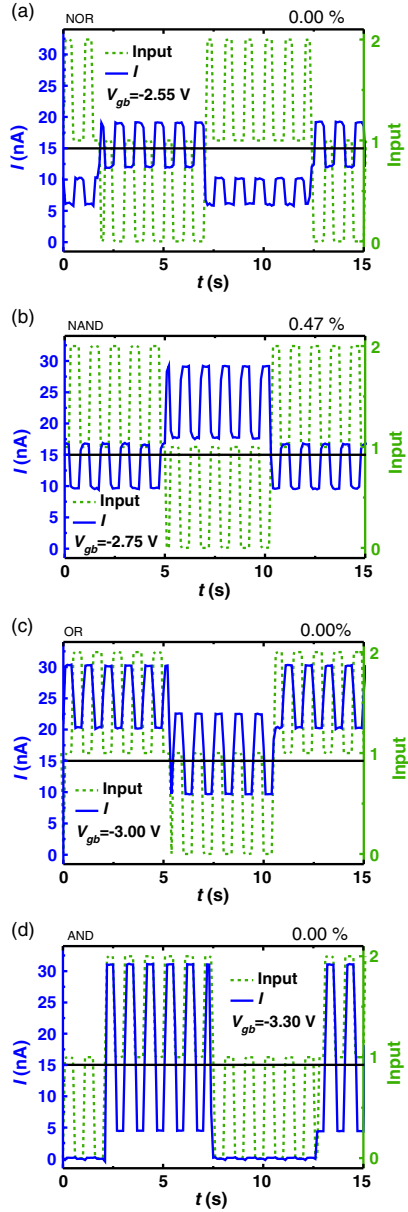 (a)
NOR 0.00 %
Input
I
Vgb=-2.55 V
30
25
20
15
10
5
0
I (nA)
2
1
0
Input
0 5 10 15
t (s)
(b)
NAND 0.47 %
30
25
20
15
10
5
0
I (nA)
2
1
0
Input
Input
I
Vgb=-2.75 V
0 5 10 15
t (s)
(c)
OR 0.00%
30
25
20
15
10
5
0
I (nA)
2
1
0
Input
Input
I
Vgb=-3.00 V
0 5 10 15
t (s)
(d)
AND 0.00 %
Input
I
Vgb=-3.30 V
30
25
20
15
10
5
0
I (nA)
2
1
0
Input
0 5 10 15
t (s)